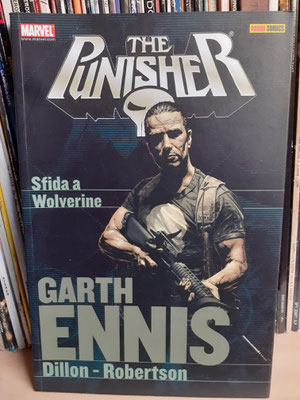 MARVEL
www.marvel.com
THE
PUNISHER®
PANINI COMICS
Sfida a
Wolverine
GARTH
ENNIS
Dillon - Robertson